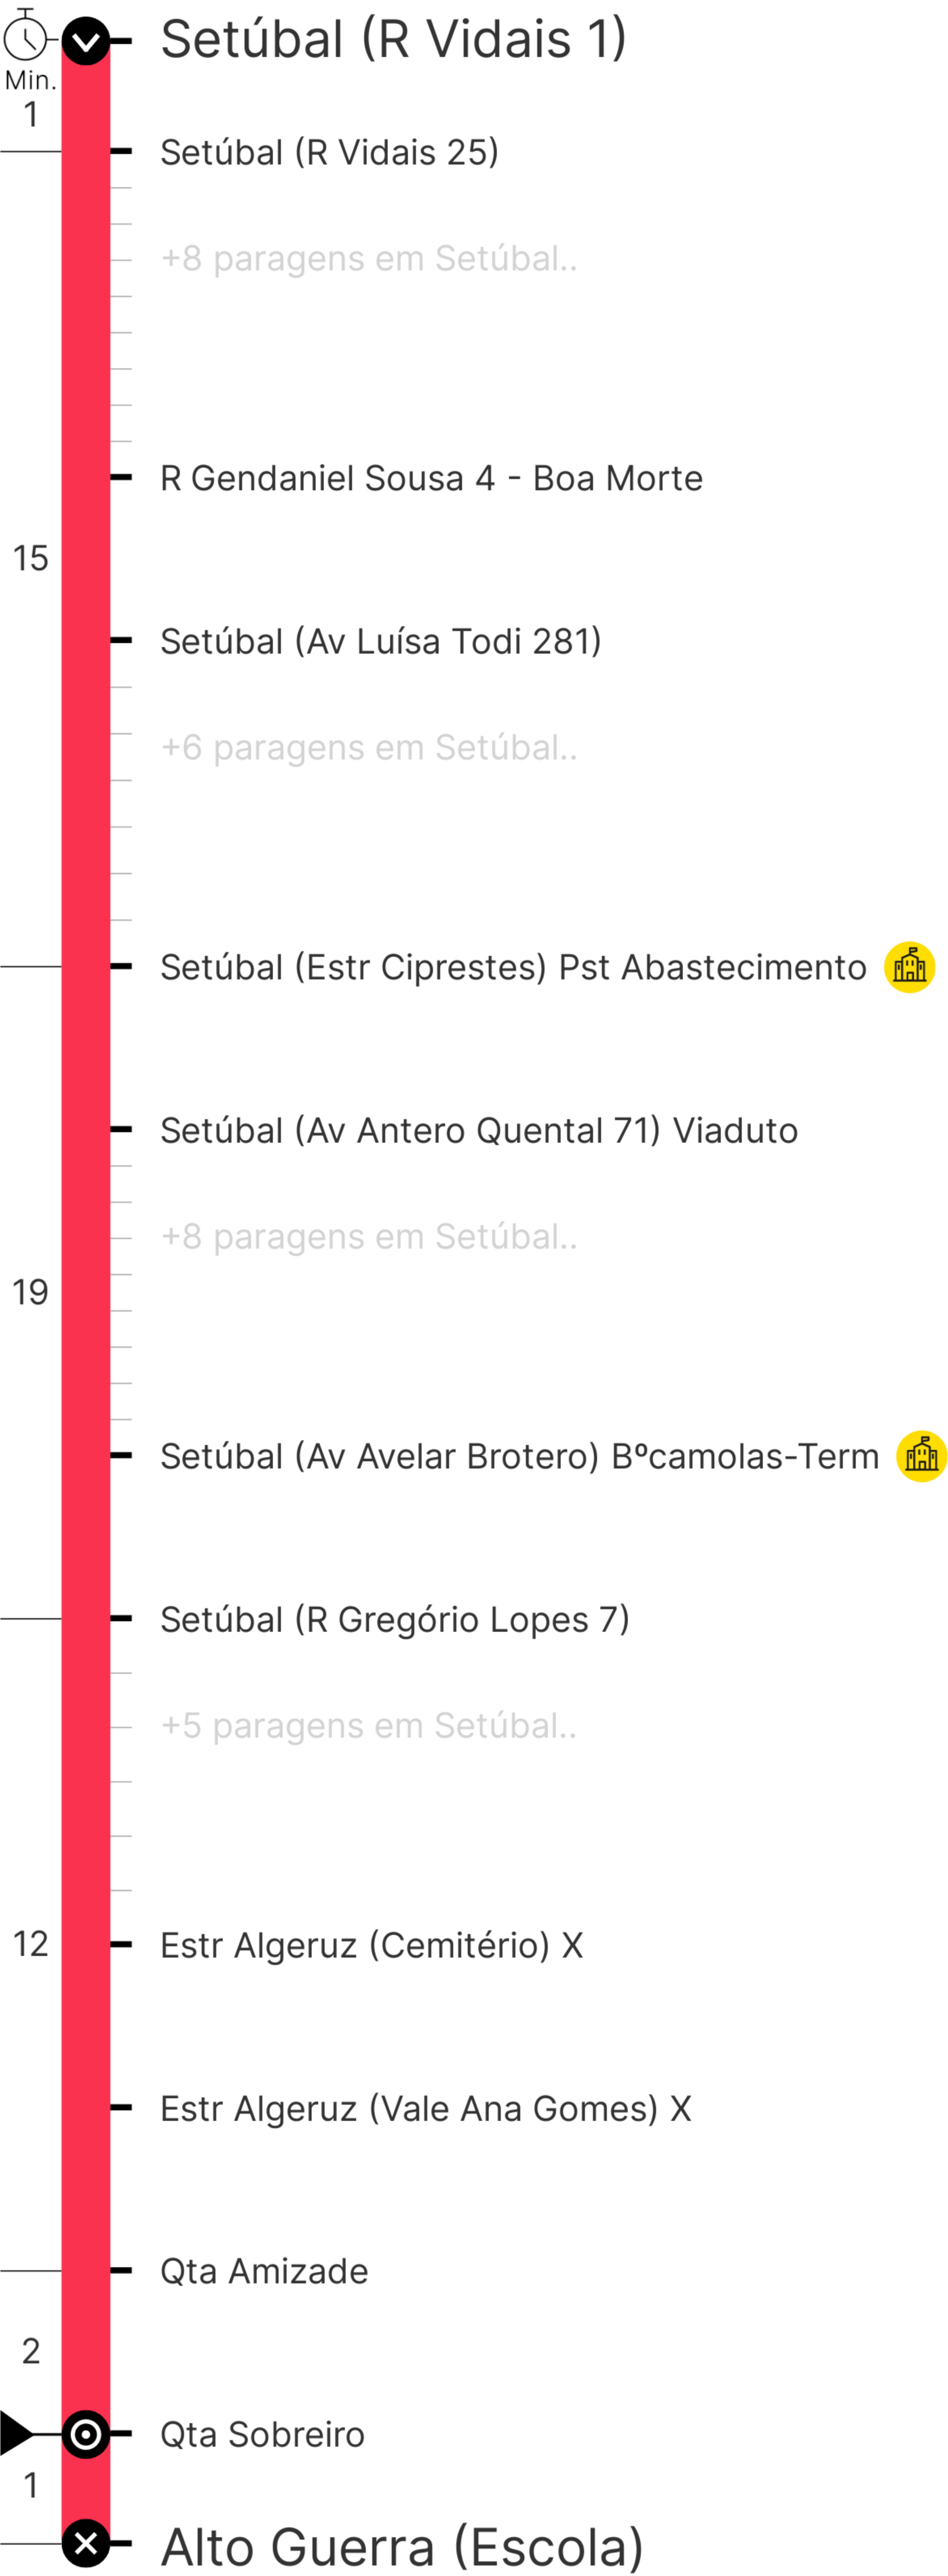 Setúbal (R Vidais 1)
Min.
1
Setúbal (R Vidais 25)
+8 paragens em Setúbal..
R Gendaniel Sousa 4 - Boa Morte
15
Setúbal (Av Luísa Todi 281)
+6 paragens em Setúbal..
Setúbal (Estr Ciprestes) Pst Abastecimento
Setúbal (Av Antero Quental 71) Viaduto
+8 paragens em Setúbal..
19
Setúbal (Av Avelar Brotero) Bºcamolas-Term
Setúbal (R Gregório Lopes 7)
+5 paragens em Setúbal..
12
Estr Algeruz (Cemitério) X
Estr Algeruz (Vale Ana Gomes) X
Qta Amizade
2
Qta Sobreiro
1
Alto Guerra (Escola)